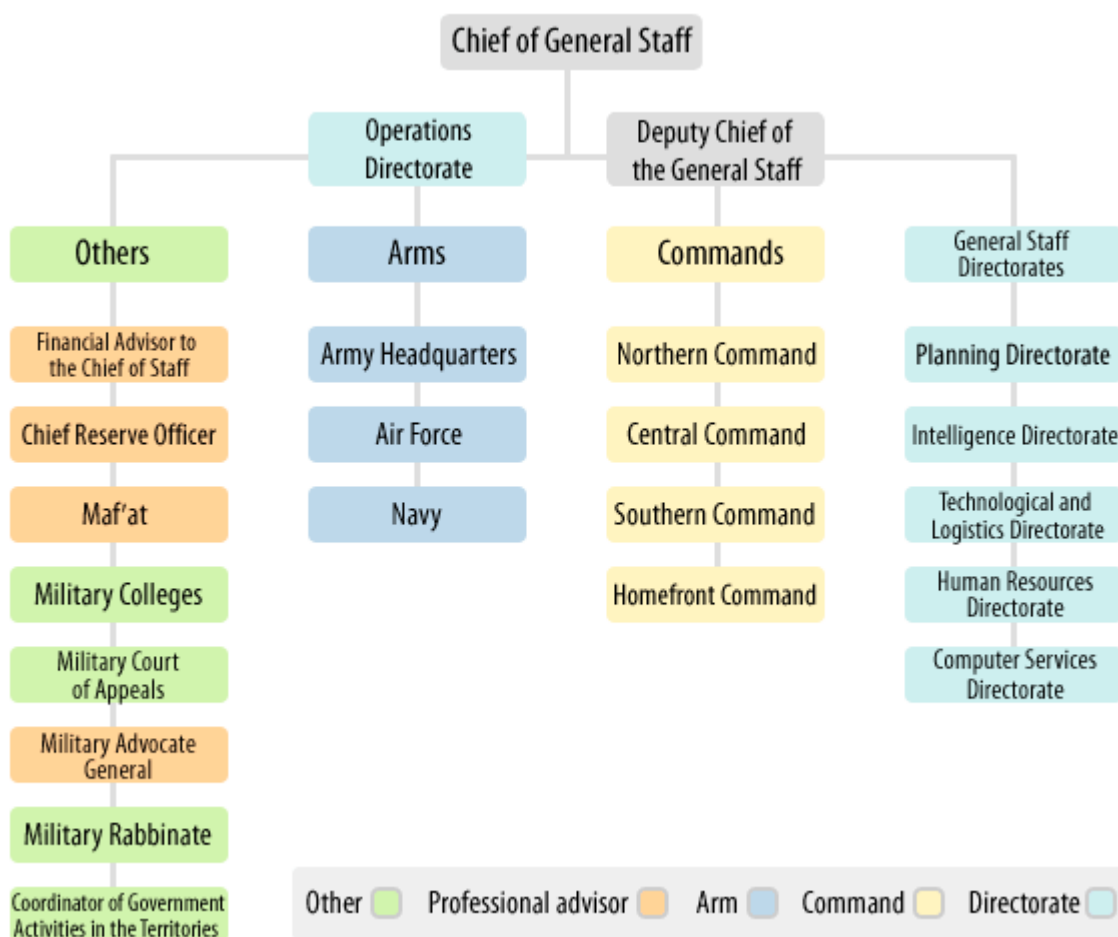 Chief of General Staff
Operations
Directorate
Deputy Chief of
the General Staff
Others
Arms
Commands
General Staff
Directorates
Financial Advisor to
the Chief of Staff
Army Headquarters
Northern Command
Planning Directorate
Chief Reserve Officer
Air Force
Central Command
Intelligence Directorate
Maf'at
Navy
Southern Command
Technological and
Logistics Directorate
Military Colleges
Homefront Command
Human Resources
Directorate
Military Court
of Appeals
Computer Services
Directorate
Military Advocate
General
Military Rabbinate
Coordinator of Government
Activities in the Territories
Other
Professional advisor
Arm
Command
Directorate